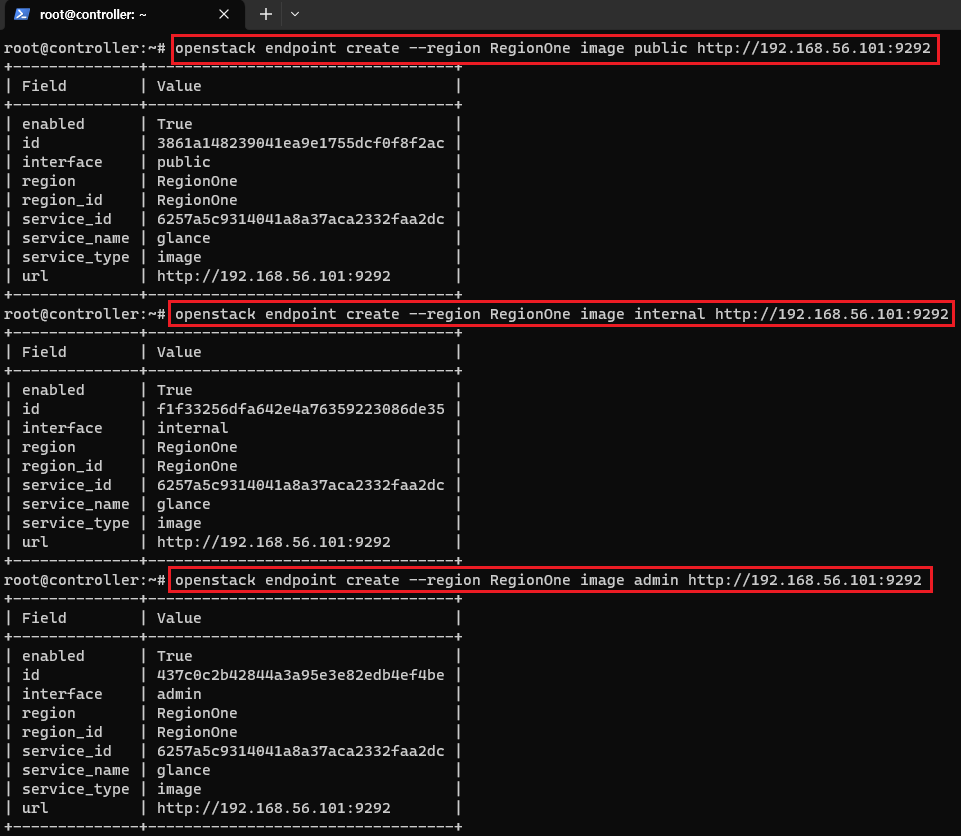 root@controller: ~
root@controller:~# openstack endpoint create --region RegionOne image public http://192.168.56.101:9292
+--------------+----------------------------------+
| Field        | Value                            |
+--------------+----------------------------------+
| enabled      | True                             |
| id           | 3861a148239041ea9e1755dcf0f8f2ac |
| interface    | public                           |
| region       | RegionOne                        |
| region_id    | RegionOne                        |
| service_id   | 6257a5c9314041a8a37aca2332faa2dc |
| service_name | glance                           |
| service_type | image                            |
| url          | http://192.168.56.101:9292       |
+--------------+----------------------------------+
root@controller:~# openstack endpoint create --region RegionOne image internal http://192.168.56.101:9292
+--------------+----------------------------------+
| Field        | Value                            |
+--------------+----------------------------------+
| enabled      | True                             |
| id           | f1f33256dfa642e4a76359223086de35 |
| interface    | internal                         |
| region       | RegionOne                        |
| region_id    | RegionOne                        |
| service_id   | 6257a5c9314041a8a37aca2332faa2dc |
| service_name | glance                           |
| service_type | image                            |
| url          | http://192.168.56.101:9292       |
+--------------+----------------------------------+
root@controller:~# openstack endpoint create --region RegionOne image admin http://192.168.56.101:9292
+--------------+----------------------------------+
| Field        | Value                            |
+--------------+----------------------------------+
| enabled      | True                             |
| id           | 437c0c2b42844a3a95e3e82edb4ef4be |
| interface    | admin                            |
| region       | RegionOne                        |
| region_id    | RegionOne                        |
| service_id   | 6257a5c9314041a8a37aca2332faa2dc |
| service_name | glance                           |
| service_type | image                            |
| url          | http://192.168.56.101:9292       |
+--------------+----------------------------------+